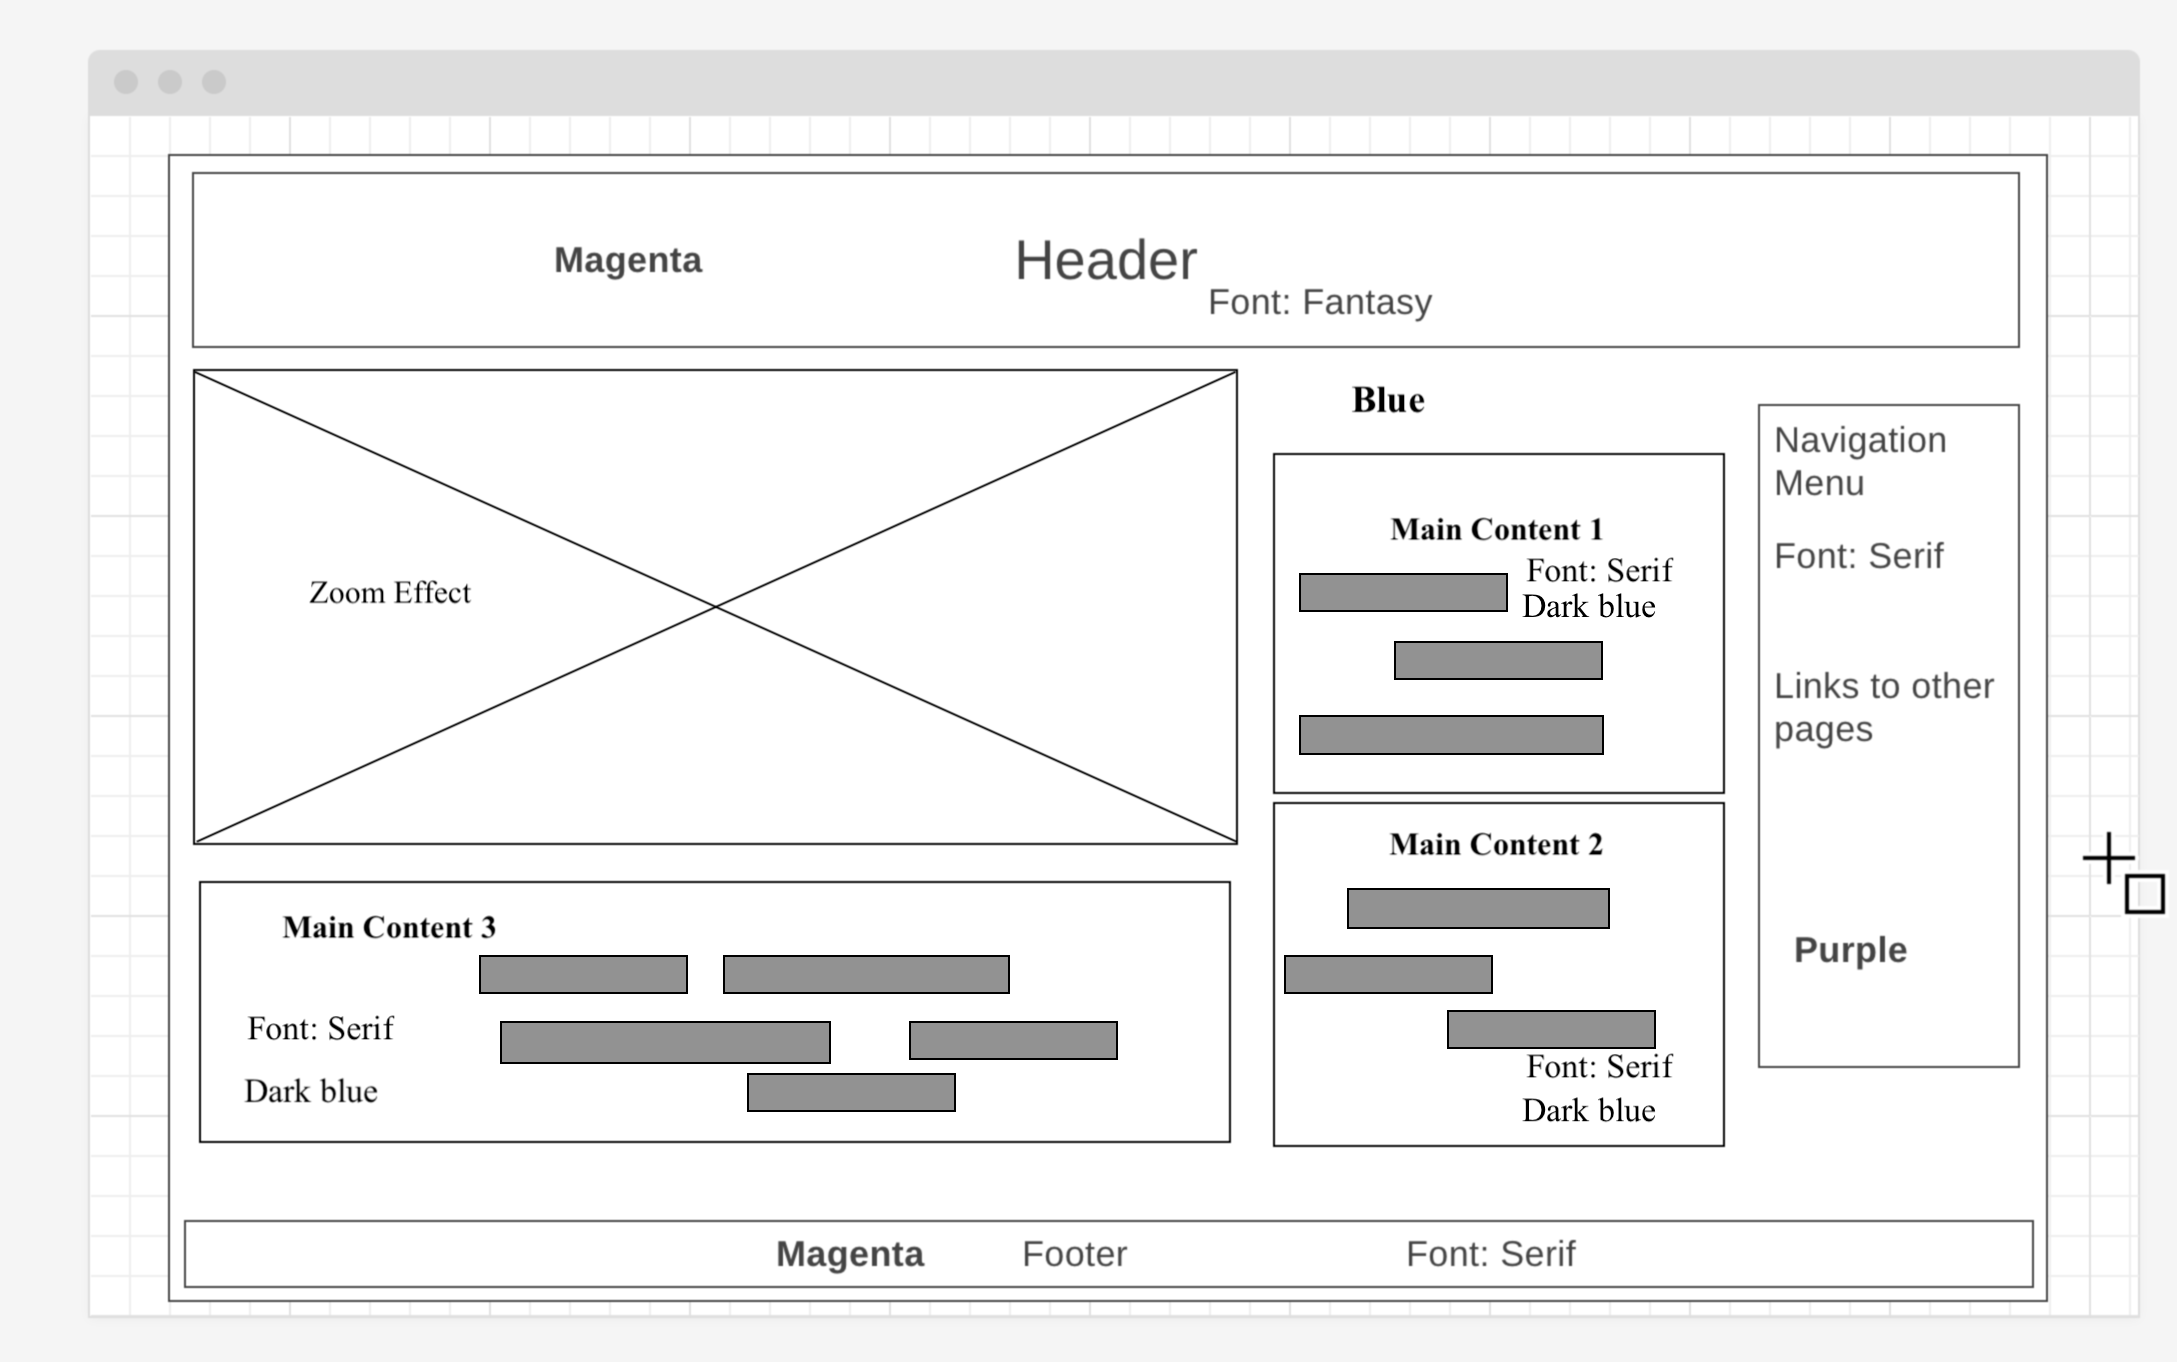 Magenta
Header
Font: Fantasy
Blue
Zoom Effect
Main Content 1
Font: Serif
Dark blue
Navigation
Menu
Font: Serif
Links to other
pages
Purple
Main Content 2
Font: Serif
Dark blue
Main Content 3
Font: Serif
Dark blue
Magenta
Footer
Font: Serif